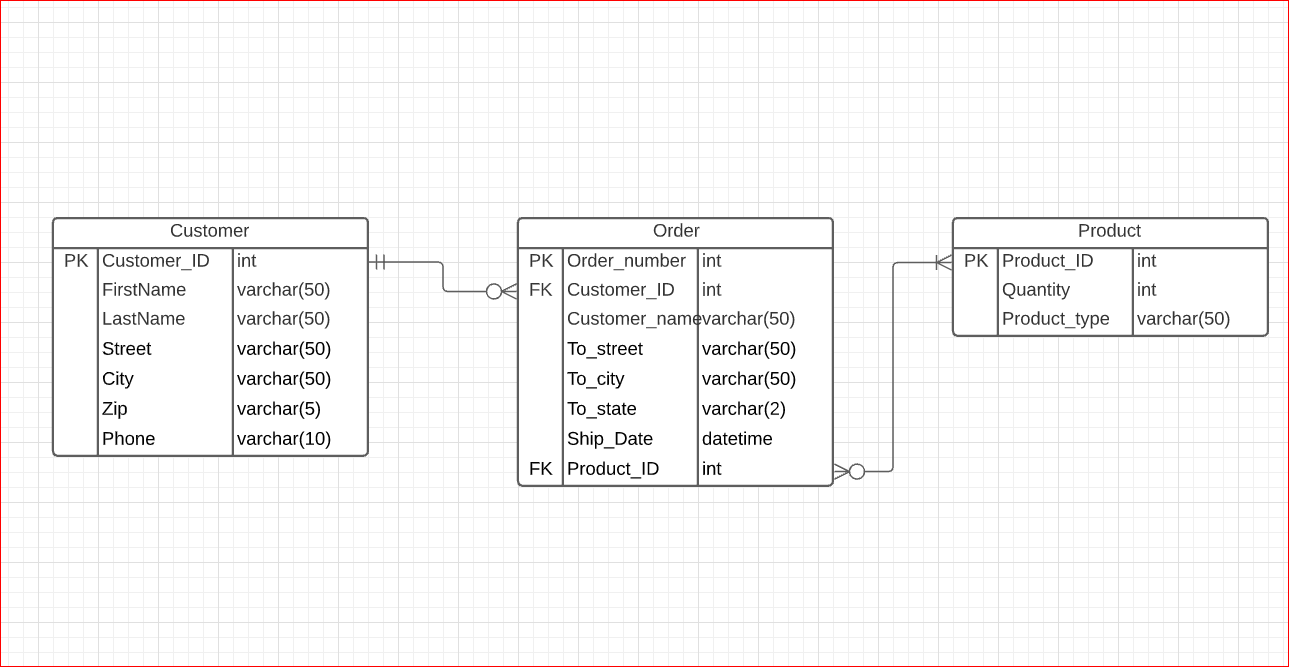 Customer
PK Customer_ID int
FirstName varchar(50)
LastName varchar(50)
Street varchar(50)
City varchar(50)
Zip varchar(5)
Phone varchar(10)
Order
PK Order_number int
FK Customer_ID int
Customer_name varchar(50)
To_street varchar(50)
To_city varchar(50)
To_state varchar(2)
Ship_Date datetime
FK Product_ID int
Product
PK Product_ID int
Quantity int
Product_type varchar(50)